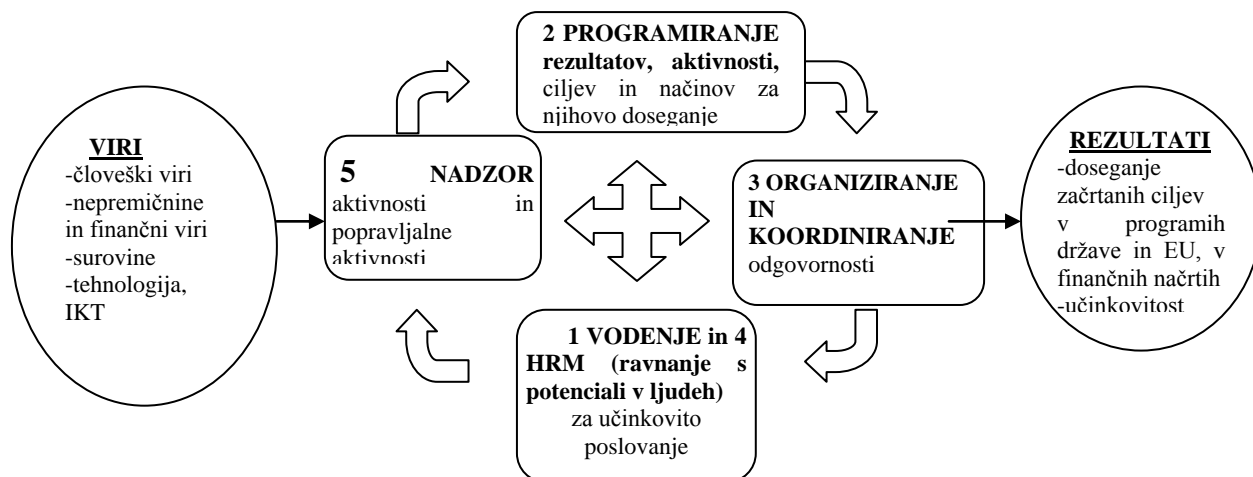 VIRI
-človeški viri
-nepremičnine
in finančni viri
-surovine
-tehnologija,
IKT
5 NADZOR
aktivnosti in
popravljalne
aktivnosti
2 PROGRAMIRANJE
rezultatov, aktivnosti,
ciljev in načinov za
njihovo doseganje
3 ORGANIZIRANJE
IN
KOORDINIRANJE
odgovornosti
1 VODENJE in 4
HRM (ravnanje s
potenciali v ljudeh)
za učinkovito
poslovanje
REZULTATI
-doseganje
začrtanih ciljev
v programih
države in EU, v
finančnih načrtih
-učinkovitost